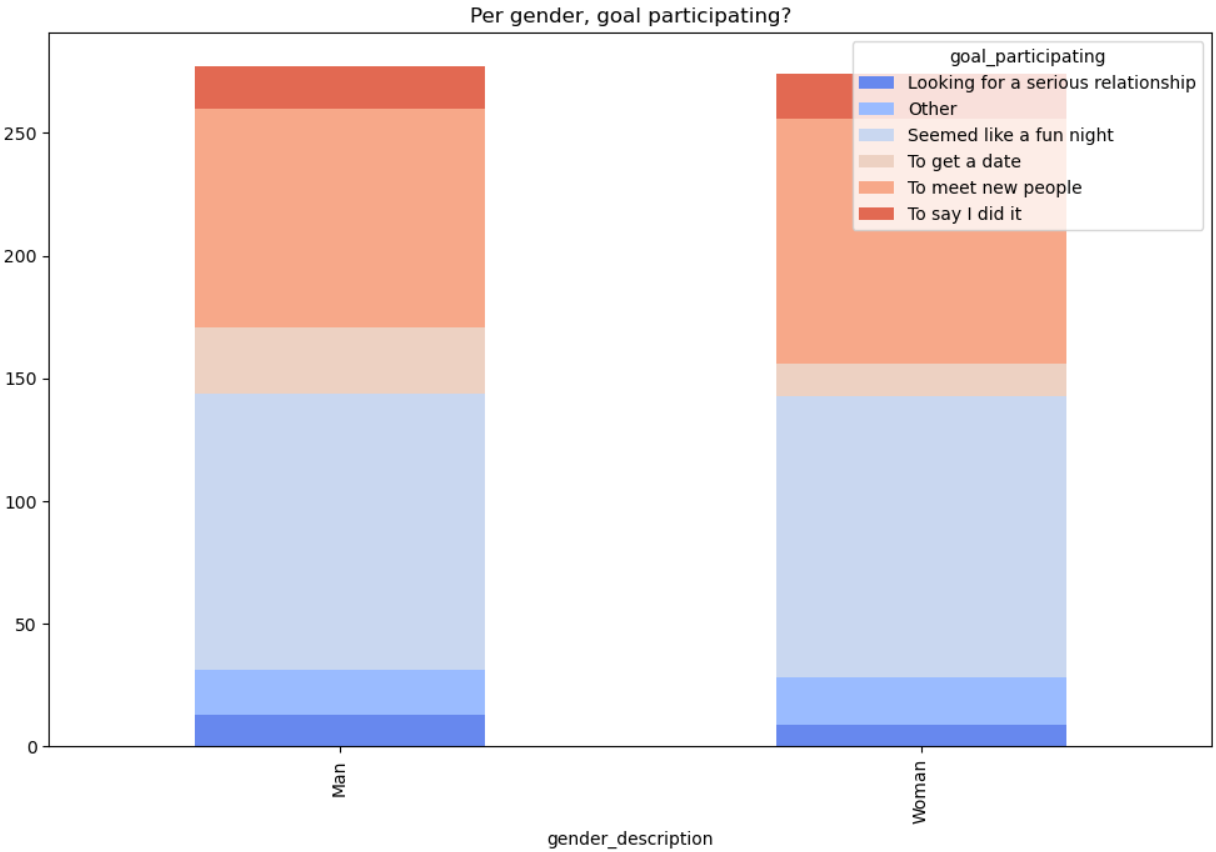 Per gender, goal participating?
goal_participating
Looking for a serious relationship
Other
Seemed like a fun night
To get a date
To meet new people
To say I did it
250
200
150
100
50
0
Man
Woman
gender_description